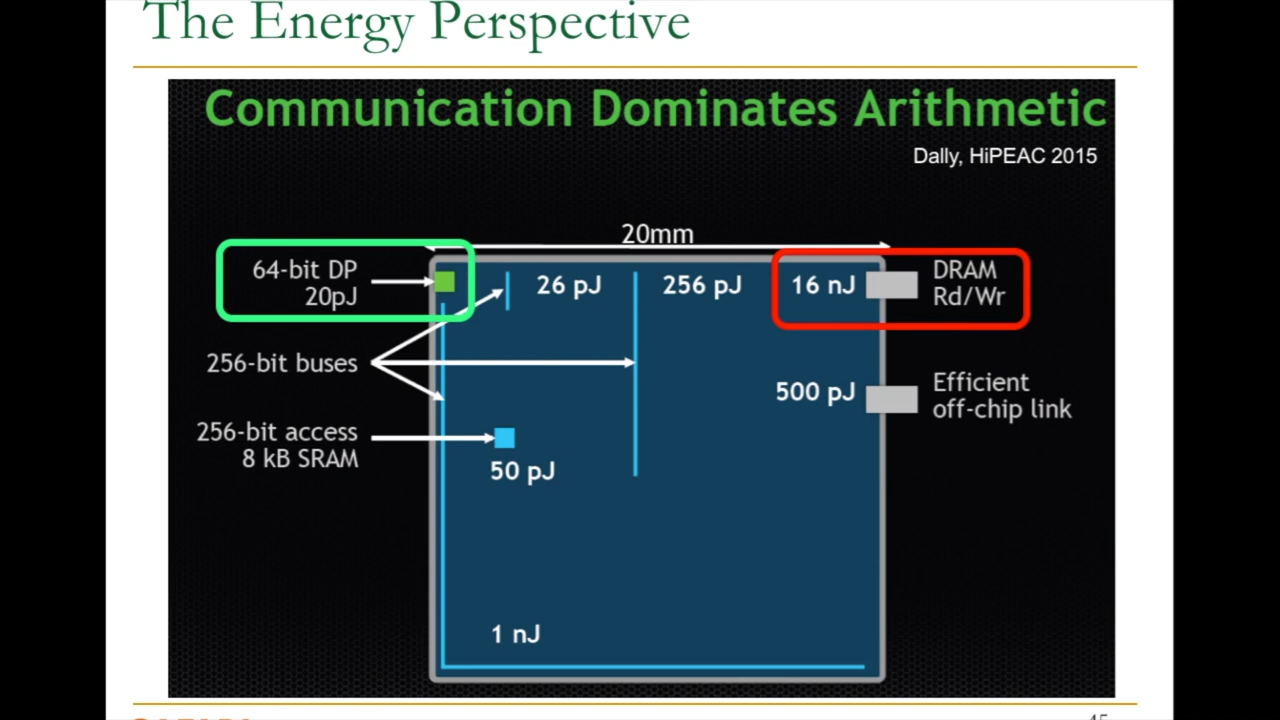 The Energy Perspective
Communication Dominates Arithmetic
Dally, HiPEAC 2015
20mm
64-bit DP
20pJ
26 pJ
256 pJ
16 nJ
DRAM
Rd/Wr
256-bit buses
500 pJ
Efficient
off-chip link
256-bit access
8 kB SRAM
50 pJ
1 nJ